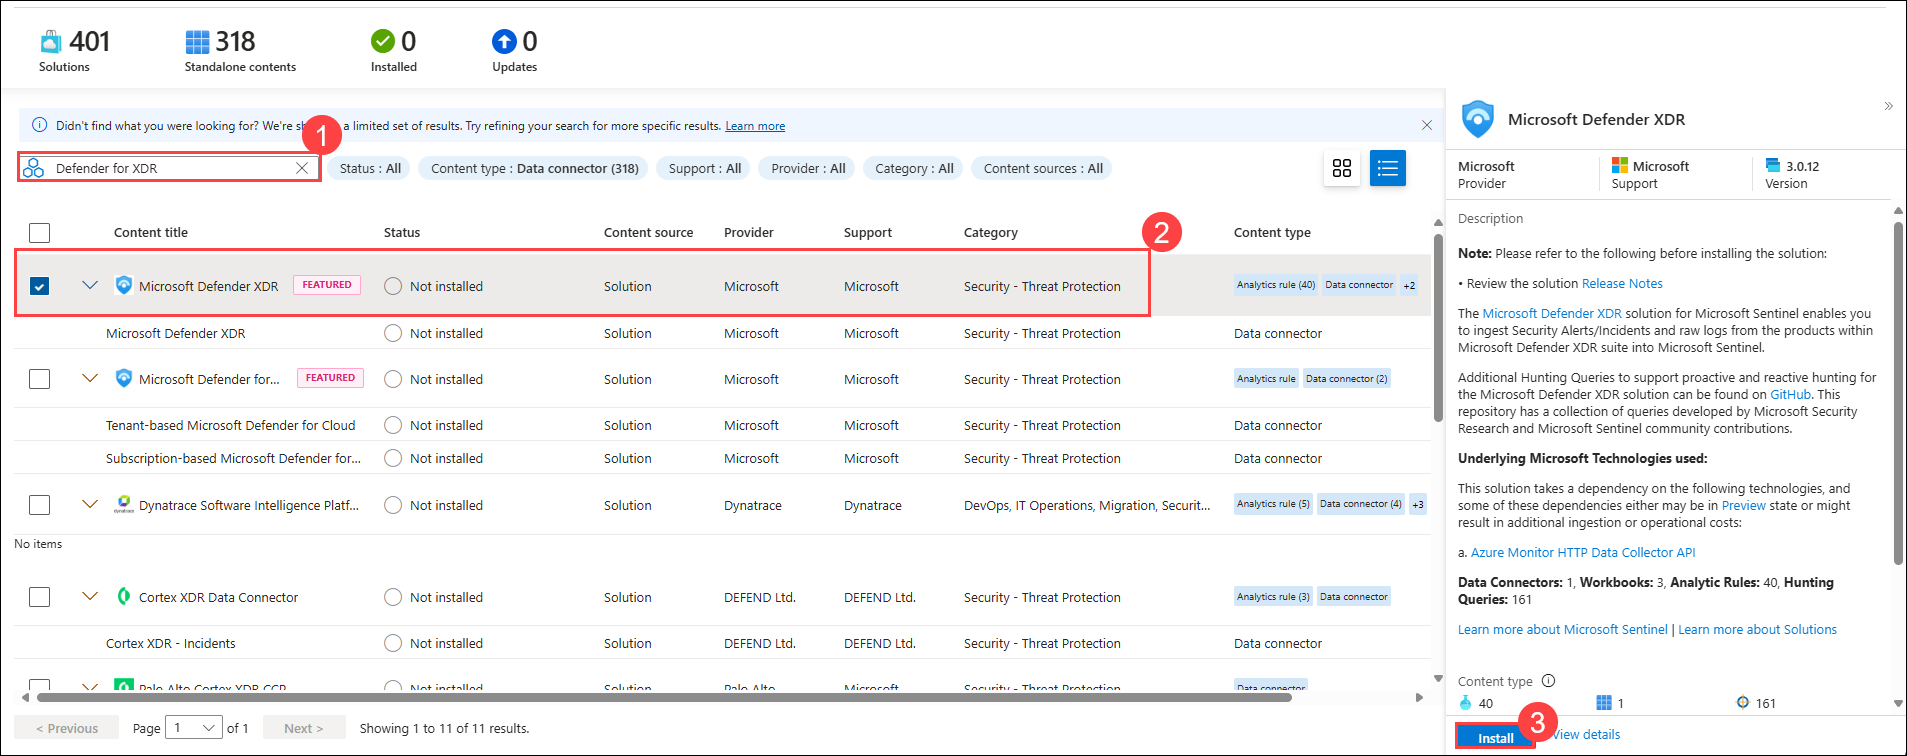 401
Solutions
318
Standalone contents
0
Installed
0
Updates
Didn't find what you were looking for? We're sh a limited set of results. Try refining your search for more specific results. Learn more
1
Defender for XDR
Status : All
Content type : Data connector (318)
Support : All
Provider : All
Category : All
Content sources : All
Content title Status Content source Provider Support Category Content type
2
Microsoft Defender XDR FEATURED Not installed Solution Microsoft Microsoft Security - Threat Protection Analytics rule (40) Data connector +2
Microsoft Defender XDR Not installed Solution Microsoft Microsoft Security - Threat Protection Data connector
Microsoft Defender for... FEATURED Not installed Solution Microsoft Microsoft Security - Threat Protection Analytics rule Data connector (2)
Tenant-based Microsoft Defender for Cloud Not installed Solution Microsoft Microsoft Security - Threat Protection Data connector
Subscription-based Microsoft Defender for... Not installed Solution Microsoft Microsoft Security - Threat Protection Data connector
dynatrace Dynatrace Software Intelligence Platf... Not installed Solution Dynatrace Dynatrace DevOps, IT Operations, Migration, Securit... Analytics rule (5) Data connector (4) +3
No items
Cortex XDR Data Connector Not installed Solution DEFEND Ltd. DEFEND Ltd. Security - Threat Protection Analytics rule (3) Data connector
Cortex XDR - Incidents Not installed Solution DEFEND Ltd. DEFEND Ltd. Security - Threat Protection Data connector
Palo Alto Cortex XDR CCP Not installed Solution Palo Alto Microsoft Security - Threat Protection Data connector
< Previous Page 1 of 1 Next > Showing 1 to 11 of 11 results.
Microsoft Defender XDR
Microsoft
Provider
Microsoft
Support
3.0.12
Version
Description
Note: Please refer to the following before installing the solution:
• Review the solution Release Notes
The Microsoft Defender XDR solution for Microsoft Sentinel enables you
to ingest Security Alerts/Incidents and raw logs from the products within
Microsoft Defender XDR suite into Microsoft Sentinel.
Additional Hunting Queries to support proactive and reactive hunting for
the Microsoft Defender XDR solution can be found on GitHub. This
repository has a collection of queries developed by Microsoft Security
Research and Microsoft Sentinel community contributions.
Underlying Microsoft Technologies used:
This solution takes a dependency on the following technologies, and
some of these dependencies either may be in Preview state or might
result in additional ingestion or operational costs:
a. Azure Monitor HTTP Data Collector API
Data Connectors: 1, Workbooks: 3, Analytic Rules: 40, Hunting
Queries: 161
Learn more about Microsoft Sentinel | Learn more about Solutions
Content type
40 1 161
3
Install View details